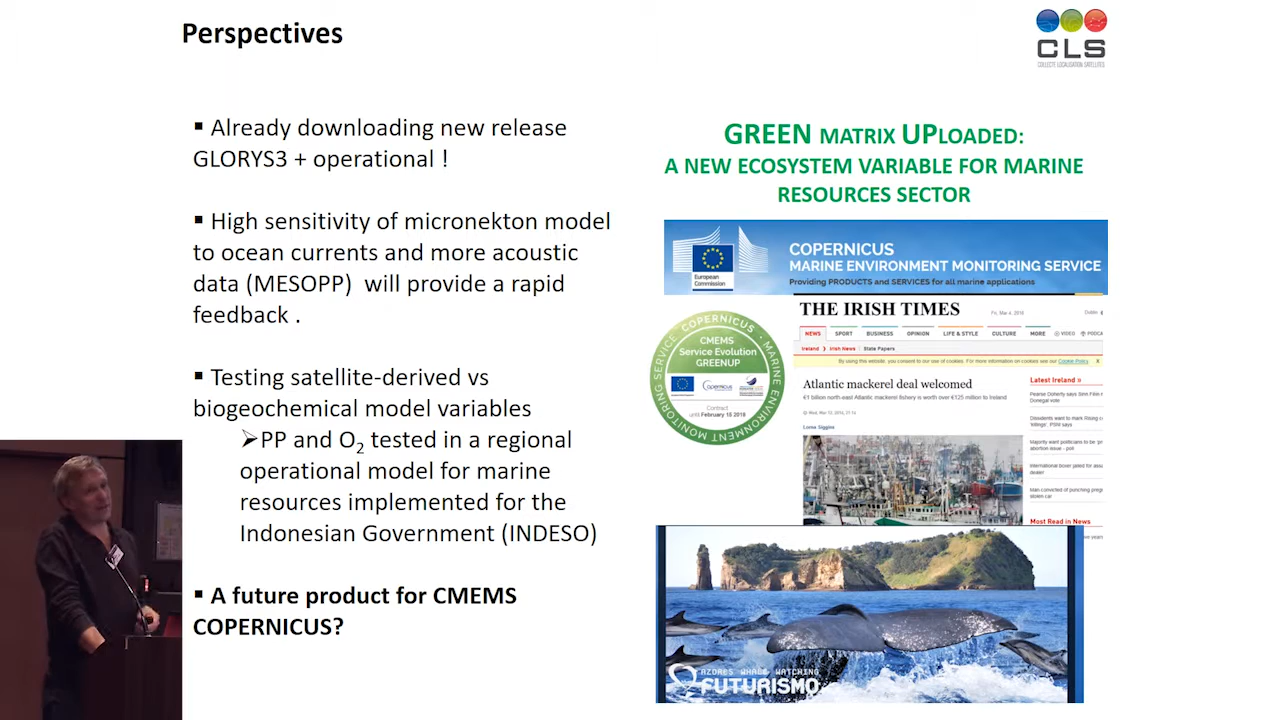 Perspectives
CLS
COLLECTE LOCALISATION SATELLITES
▪ Already downloading new release
GLORYS3 + operational !
▪ High sensitivity of micronekton model
to ocean currents and more acoustic
data (MESOPP) will provide a rapid
feedback .
▪ Testing satellite-derived vs
biogeochemical model variables
➢PP and O2 tested in a regional
operational model for marine
resources implemented for the
Indonesian Government (INDESO)
▪ A future product for CMEMS
COPERNICUS?
GREEN MATRIX UPLOADED:
A NEW ECOSYSTEM VARIABLE FOR MARINE
RESOURCES SECTOR
European
Commission
COPERNICUS
MARINE ENVIRONMENT MONITORING SERVICE
Providing PRODUCTS and SERVICES for all marine applications
COPERNICUS · MARINE ENVIRONMENT MONITORING SERVICE
CMEMS
Service Evolution
GREENUP
Copernicus
Contract
until February 15 2018
THE IRISH TIMES
Fri, Mar 4, 2016
Dublin
NEWS SPORT BUSINESS OPINION LIFE & STYLE CULTURE MORE VIDEO PODCA
Ireland Irish News State Papers
By using this website, you consent to our use of cookies. For more information on cookies see our Cookie Policy X
Atlantic mackerel deal welcomed
€1 billion north-east Atlantic mackerel fishery is worth over €125 million to Ireland
Lorna Siggins
Latest Ireland »
Pearse Doherty says Sinn Féin
Donegal vote
Dissidents want to mark Rising
killings', PSNI says
Majority want politicians to be
abortion issue - poll
International boxer jailed for
dealer
Man convicted of punching
stolen car
Most Read in News
AZORES WHALE WATCHING
FUTURISMO